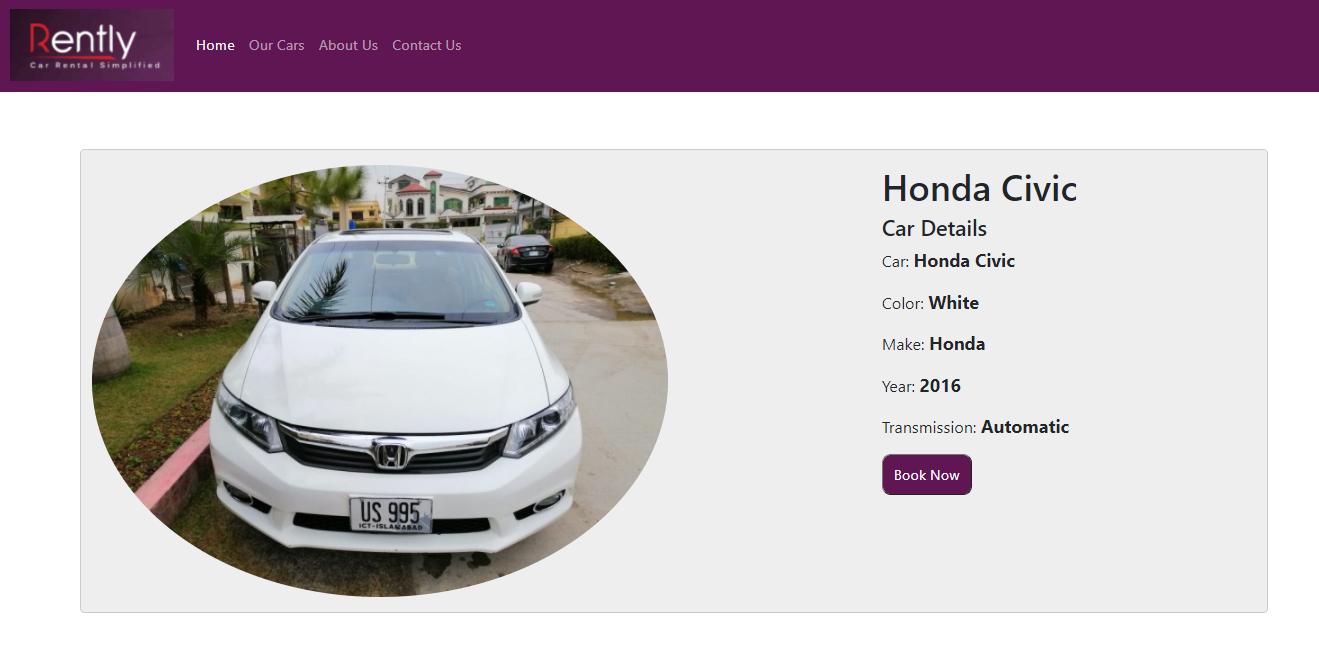 Rently
Car Rental Simplified
Home Our Cars About Us Contact Us
Honda Civic
Car Details
Car: Honda Civic
Color: White
Make: Honda
Year: 2016
Transmission: Automatic
Book Now
US 995
ICT-ISLAMABAD